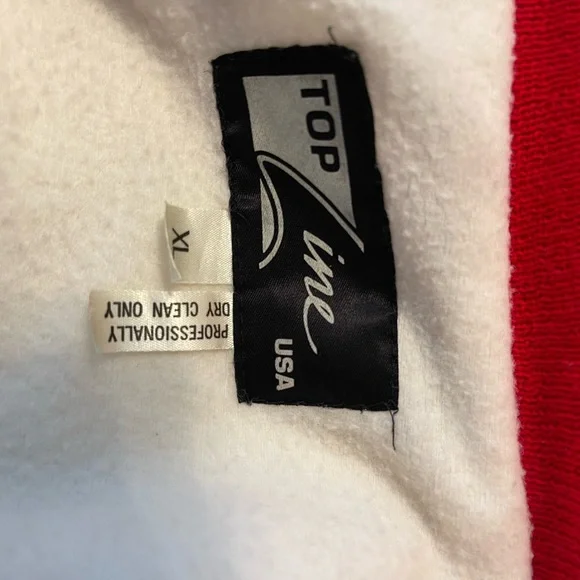 TOP
Line
USA
XL
PROFESSIONALLY
DRY CLEAN ONLY